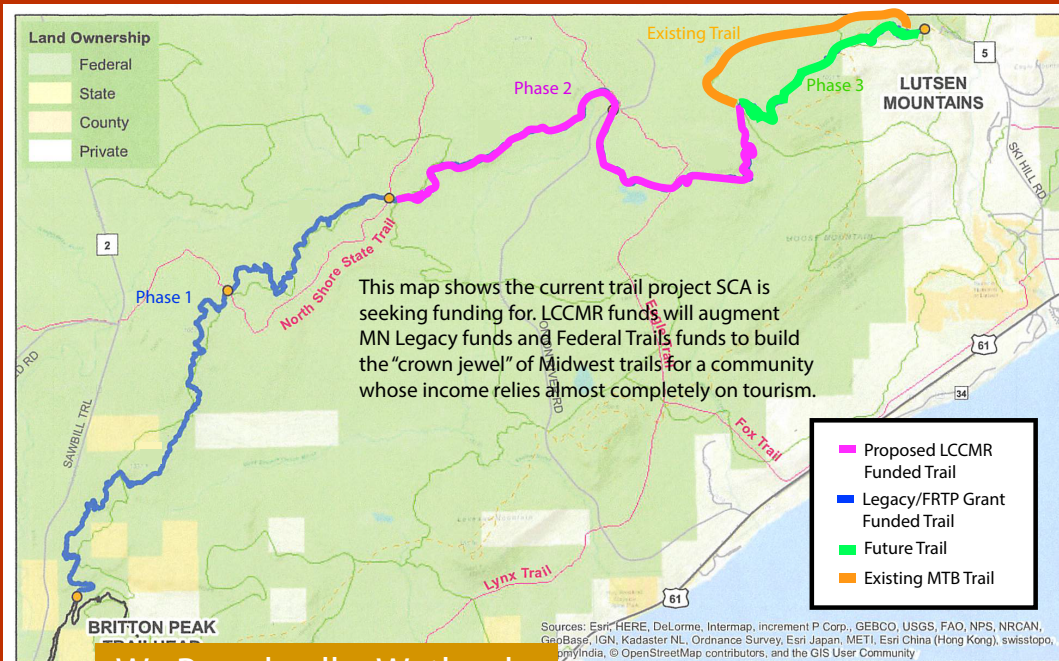 Land Ownership
Federal
State
County
Private
Existing Trail
Phase 3
5
LUTSEN
MOUNTAINS
SKI HILL RD
Phase 2
2
Phase 1
North Shore State Trail
MOOSE MOUNTAIN
This map shows the current trail project SCA is
seeking funding for. LCCMR funds will augment
MN Legacy funds and Federal Trails funds to build
the "crown jewel" of Midwest trails for a community
whose income relies almost completely on tourism.
Eagle Trail
61
34
SAWBILL TRL
Fox Trail
Lynx Trail
61
Proposed LCCMR
Funded Trail
Legacy/FRTP Grant
Funded Trail
Future Trail
Existing MTB Trail
BRITTON PEAK
Sources: Esri, HERE, DeLorme, Intermap, increment P Corp., GEBCO, USGS, FAO, NPS, NRCAN,
GeoBase, IGN, Kadaster NL, Ordnance Survey, Esri Japan, METI, Esri China (Hong Kong), swisstopo,
© OpenStreetMap contributors, and the GIS User Community